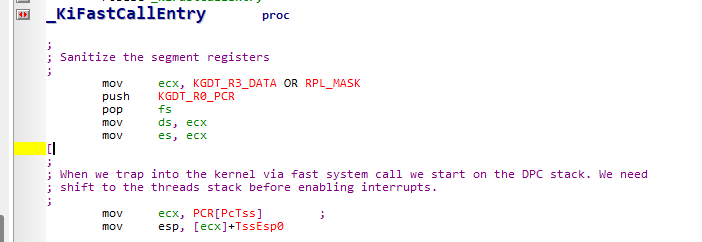 _KiFastCallEntry proc
;
; Sanitize the segment registers
;
mov ecx, KGDT_R3_DATA OR RPL_MASK
push KGDT_R0_PCR
pop fs
mov ds, ecx
mov es, ecx
[
;
; When we trap into the kernel via fast system call we start on the DPC stack. We need
; shift to the threads stack before enabling interrupts.
;
mov ecx, PCR[PcTss] ;
mov esp, [ecx]+TssEsp0